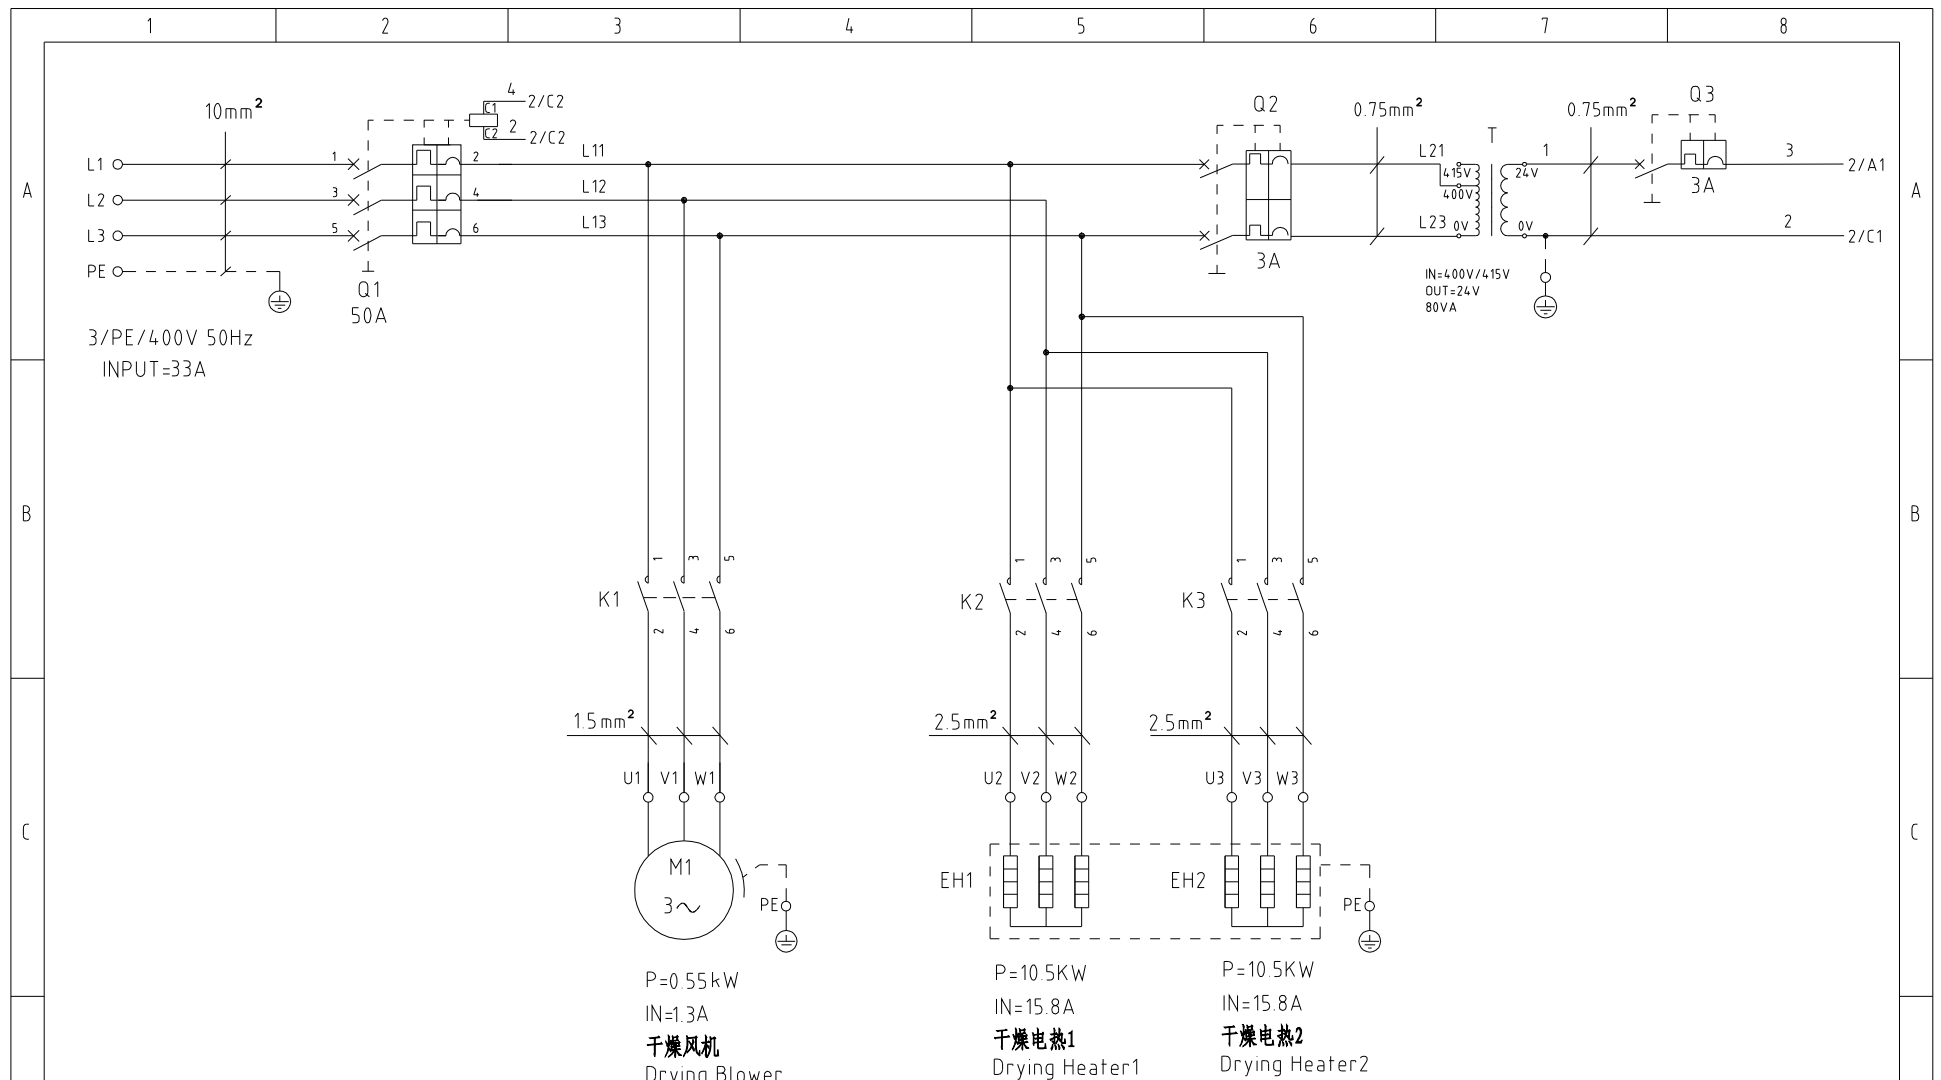 1 2 3 4 5 6 7 8
10mm²
4 2/C2
C1
2 2/C2
C2
Q2
0.75mm²
0.75mm²
Q3
T
L1 1 2 L11 L21 1 3 2/A1
415V 24V
3A
A A
L2 3 4 L12
400V
L3 5 6 L13 L23 0V 0V 2 2/C1
PE
Q1
50A
3A
IN=400V/415V
OUT=24V
80VA
3/PE/400V 50Hz
INPUT=33A
B B
1 3 5 1 3 5 1 3 5
K1 K2 K3
2 4 6 2 4 6 2 4 6
1.5mm² 2.5mm² 2.5mm²
U1 V1 W1 U2 V2 W2 U3 V3 W3
C C
M1
3~
PE
EH1 EH2
PE
P=0.55kW
IN=1.3A
干燥风机
Drying Blower
P=10.5KW
IN=15.8A
干燥电热1
Drying Heater1
P=10.5KW
IN=15.8A
干燥电热2
Drying Heater2